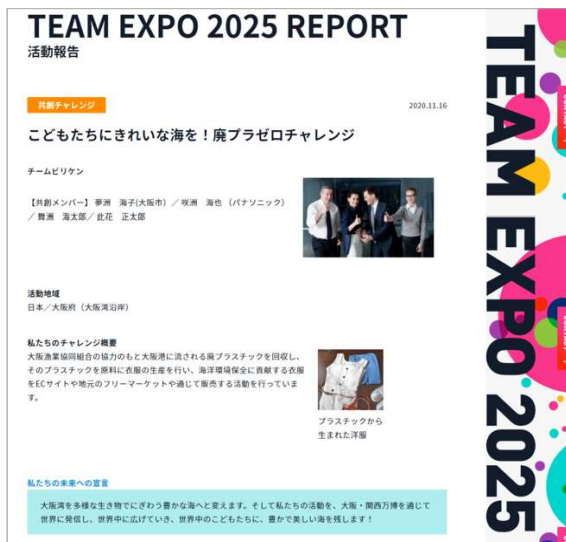 TEAM EXPO 2025 REPORT
活動報告
共創チャレンジ
2020.11.16
こどもたちにきれいな海を！廃プラゼロチャレンジ
チームビリケン
【共創メンバー】 夢洲　海子(大阪市）／ 咲洲　海也 （パナソニック）
／ 舞洲　海太郎／ 此花　正太郎
活動地域
日本／大阪府（大阪湾沿岸）
私たちのチャレンジ概要
大阪漁業協同組合の協力のもと大阪港に流される廃プラスチックを回収し、
そのプラスチックを原料に衣服の生産を行い、海洋環境保全に貢献する衣服
をECサイトや地元のフリーマーケットや通じて販売する活動を行っていま
す。
プラスチックから
生まれた洋服
私たちの未来への宣言
大阪湾を多様な生き物でにぎわう豊かな海へと変えます。そして私たちの活動を、大阪・関西万博を通じて
世界に発信し、世界中に広げていき、世界中のこどもたちに、豊かで美しい海を残します！
TEAM EXPO 2025